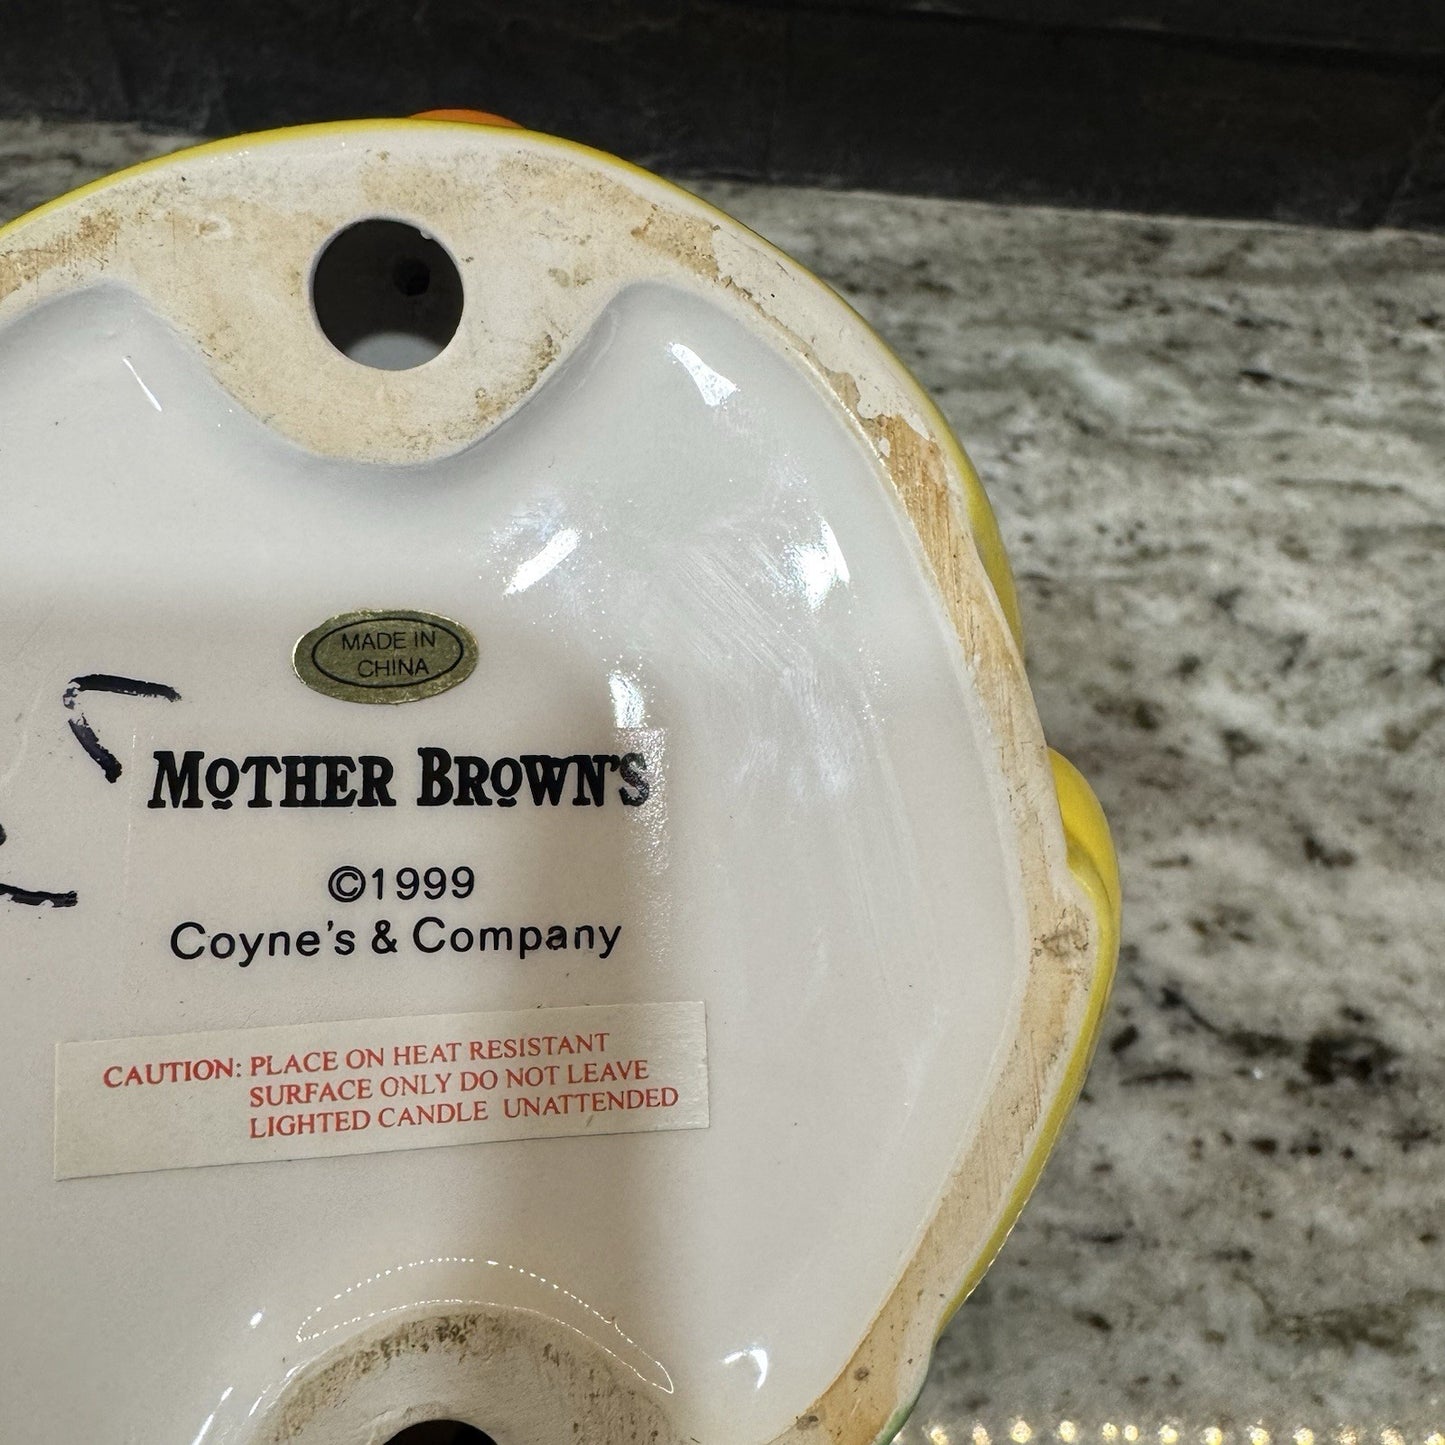 MADE IN
CHINA
MOTHER BROWN'S
©1999
Coyne's & Company
CAUTION: PLACE ON HEAT RESISTANT
SURFACE ONLY DO NOT LEAVE
LIGHTED CANDLE UNATTENDED